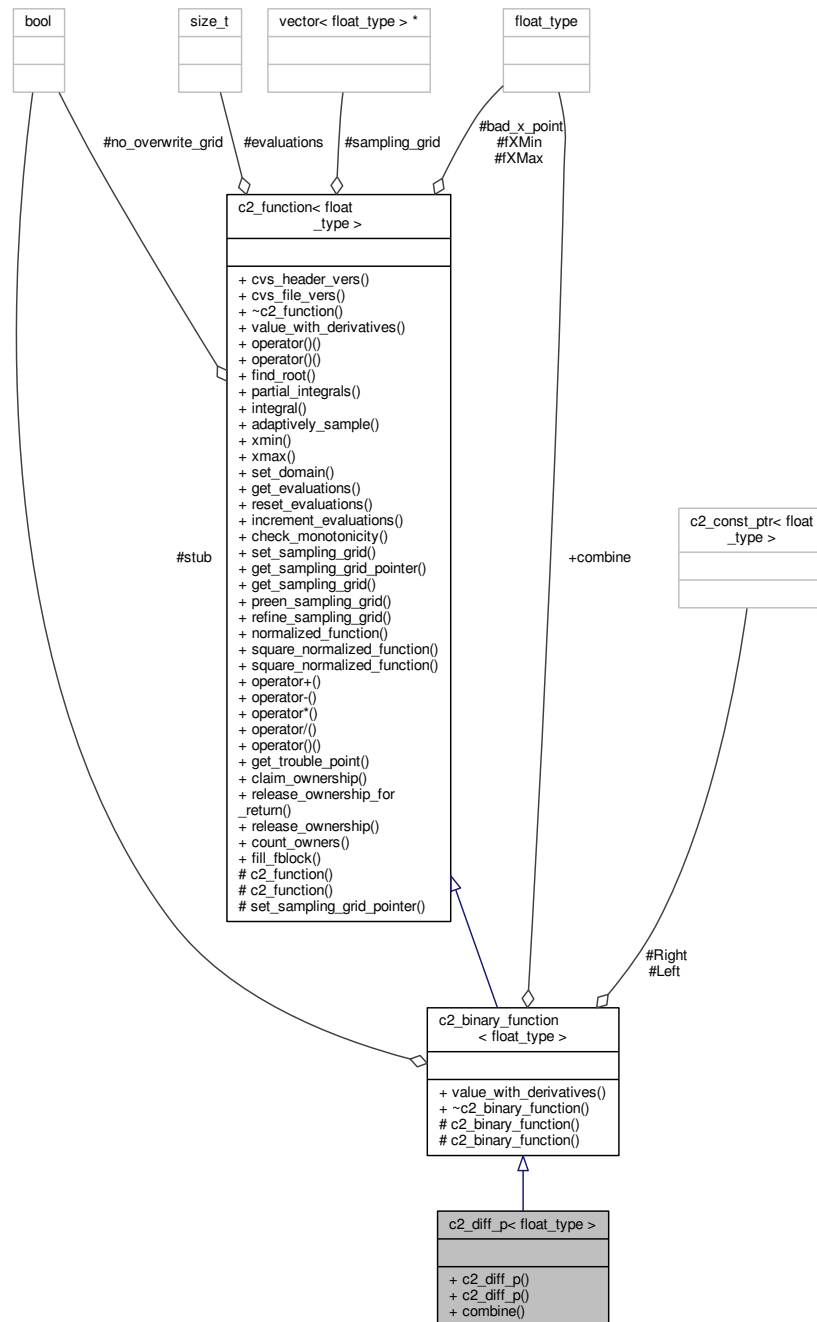 bool
size_t
vector< float_type > *
float_type
#no_overwrite_grid
#evaluations
#sampling_grid
#bad_x_point
#fXMin
#fXMax
c2_function< float
_type >
+ cvs_header_vers()
+ cvs_file_vers()
+ ~c2_function()
+ value_with_derivatives()
+ operator()()
+ operator()()
+ find_root()
+ partial_integrals()
+ integral()
+ adaptively_sample()
+ xmin()
+ xmax()
+ set_domain()
+ get_evaluations()
+ reset_evaluations()
+ increment_evaluations()
+ check_monotonicity()
+ set_sampling_grid()
+ get_sampling_grid_pointer()
+ get_sampling_grid()
+ preen_sampling_grid()
+ refine_sampling_grid()
+ normalized_function()
+ square_normalized_function()
+ square_normalized_function()
+ operator+()
+ operator-()
+ operator*()
+ operator/()
+ operator()()
+ get_trouble_point()
+ claim_ownership()
+ release_ownership_for
_return()
+ release_ownership()
+ count_owners()
+ fill_fblock()
# c2_function()
# c2_function()
# set_sampling_grid_pointer()
#stub
+combine
c2_const_ptr< float
_type >
#Right
#Left
c2_binary_function
< float_type >
+ value_with_derivatives()
+ ~c2_binary_function()
# c2_binary_function()
# c2_binary_function()
c2_diff_p< float_type >
+ c2_diff_p()
+ c2_diff_p()
+ combine()